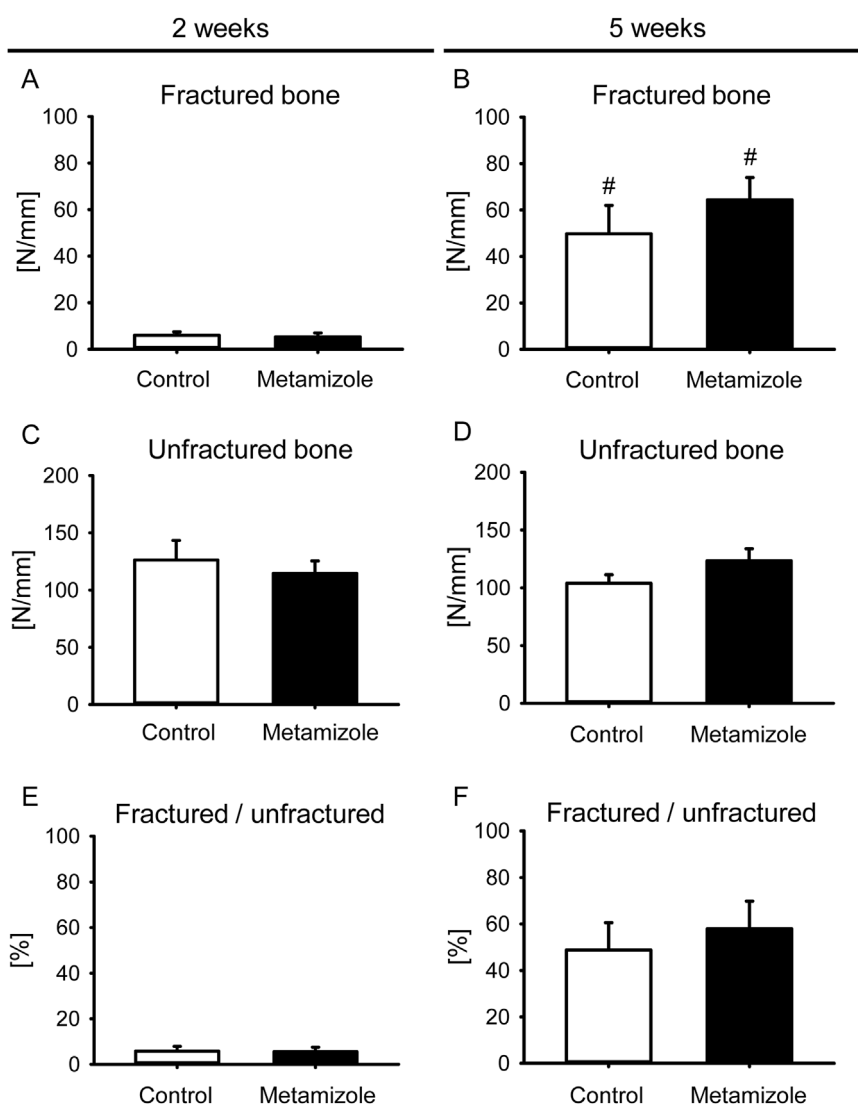 2 weeks
5 weeks
A
Fractured bone
[N/mm]
100
80
60
40
20
0
Control
Metamizole
B
Fractured bone
[N/mm]
100
80
60
40
20
0
#
#
Control
Metamizole
C
Unfractured bone
[N/mm]
200
150
100
50
0
Control
Metamizole
D
Unfractured bone
[N/mm]
200
150
100
50
0
Control
Metamizole
E
Fractured / unfractured
[%]
100
80
60
40
20
0
Control
Metamizole
F
Fractured / unfractured
[%]
100
80
60
40
20
0
Control
Metamizole